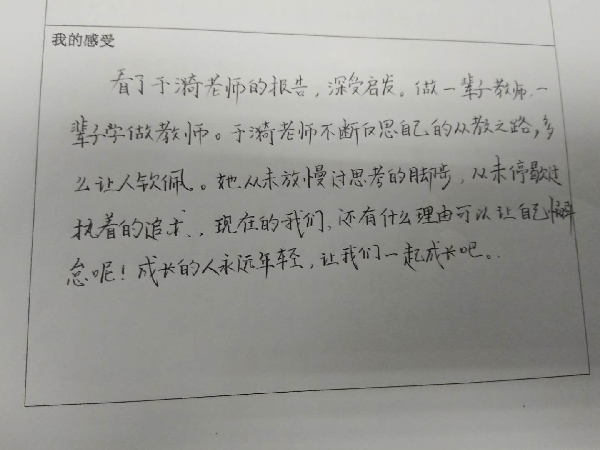 我的感受
看了于漪老师的报告，深受启发。做一辈子教师，一
辈子学做教师。于漪老师不断反思自己的从教之路，多
么让人钦佩。她从未放慢过思考的脚步，从未停歇过
执着的追求，现在的我们，还有什么理由可以让自己懈
怠呢！成长的人永远年轻，让我们一起成长吧。